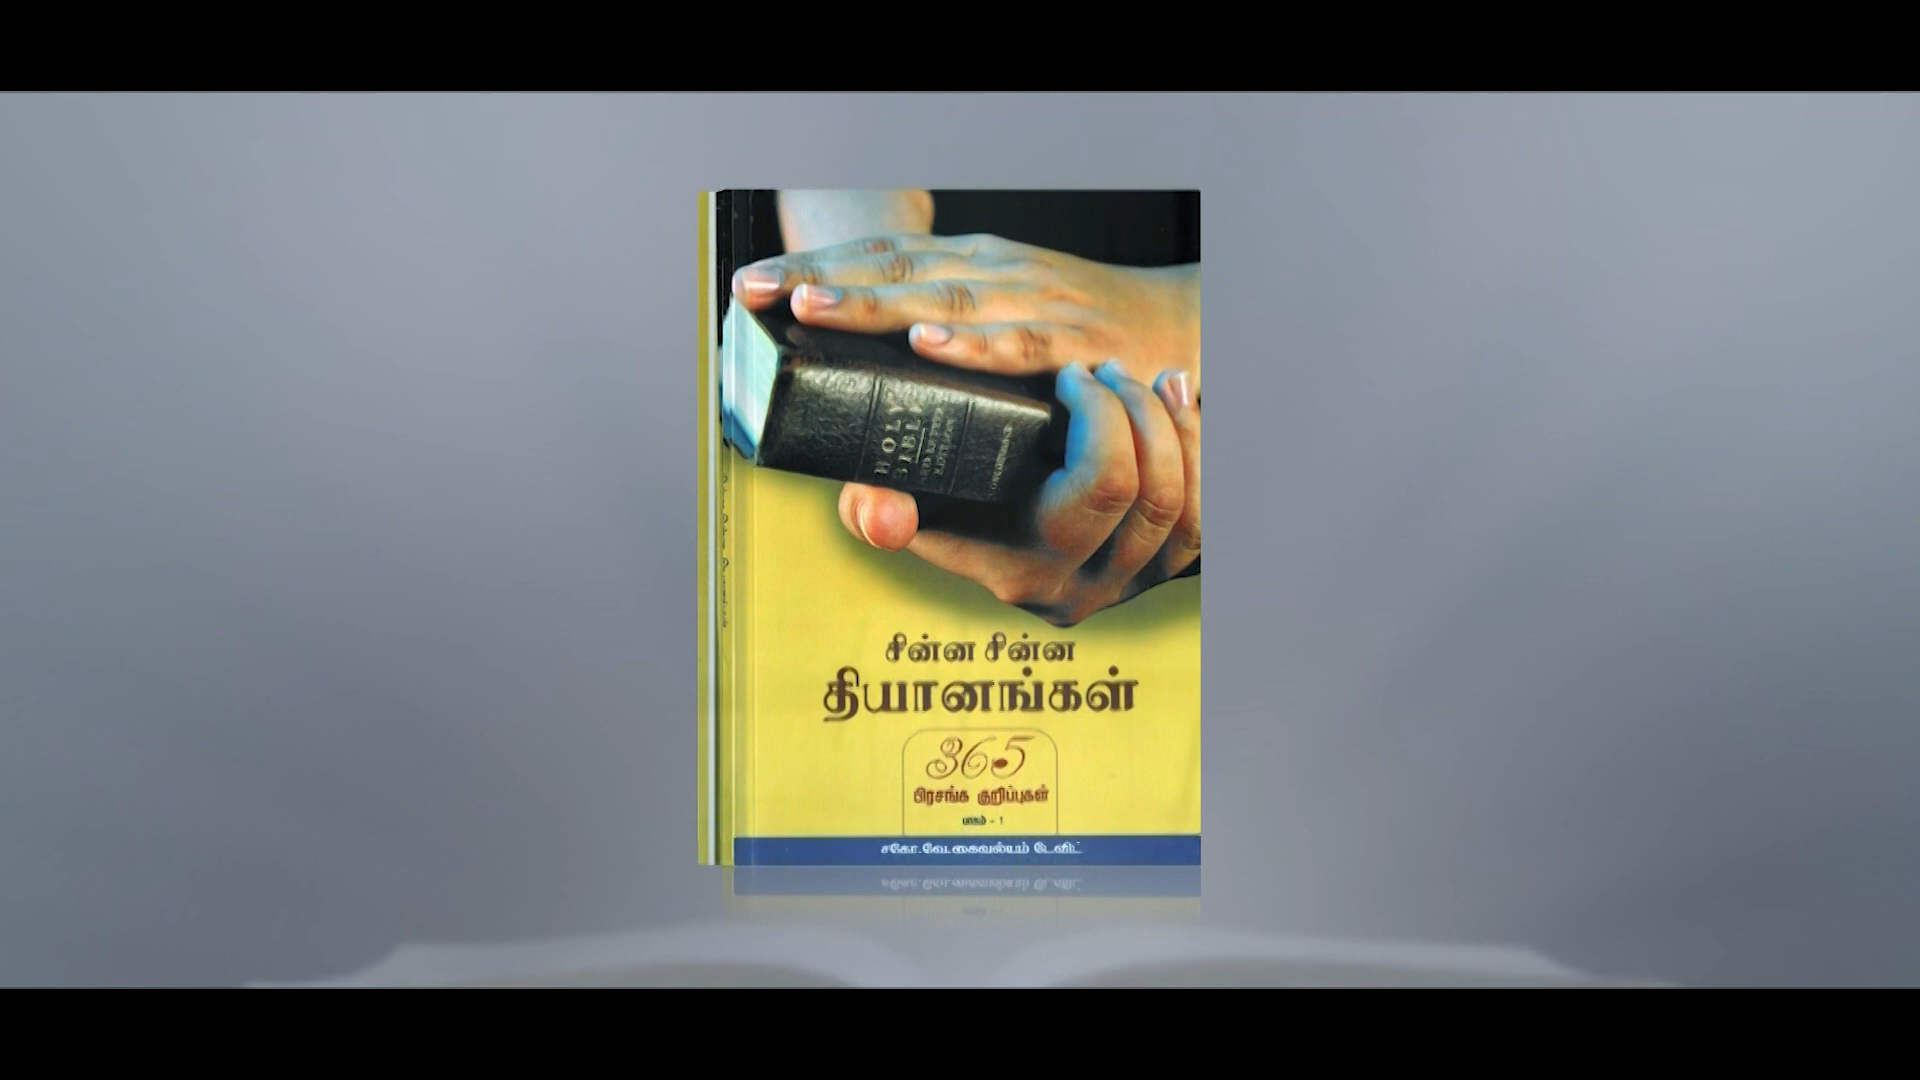 HOLY
BIBLE
சின்ன சின்ன
தியானங்கள்
365
பிரசங்க குறிப்புகள்
பாகம் - 1
சகோ.வே.கைவல்யம் டேவிட்